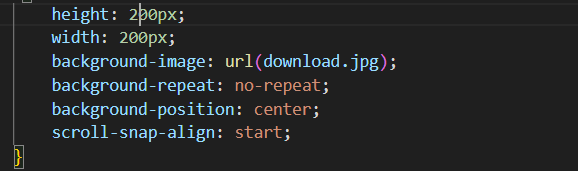 height: 200px;
width: 200px;
background-image: url(download.jpg);
background-repeat: no-repeat;
background-position: center;
scroll-snap-align: start;
}